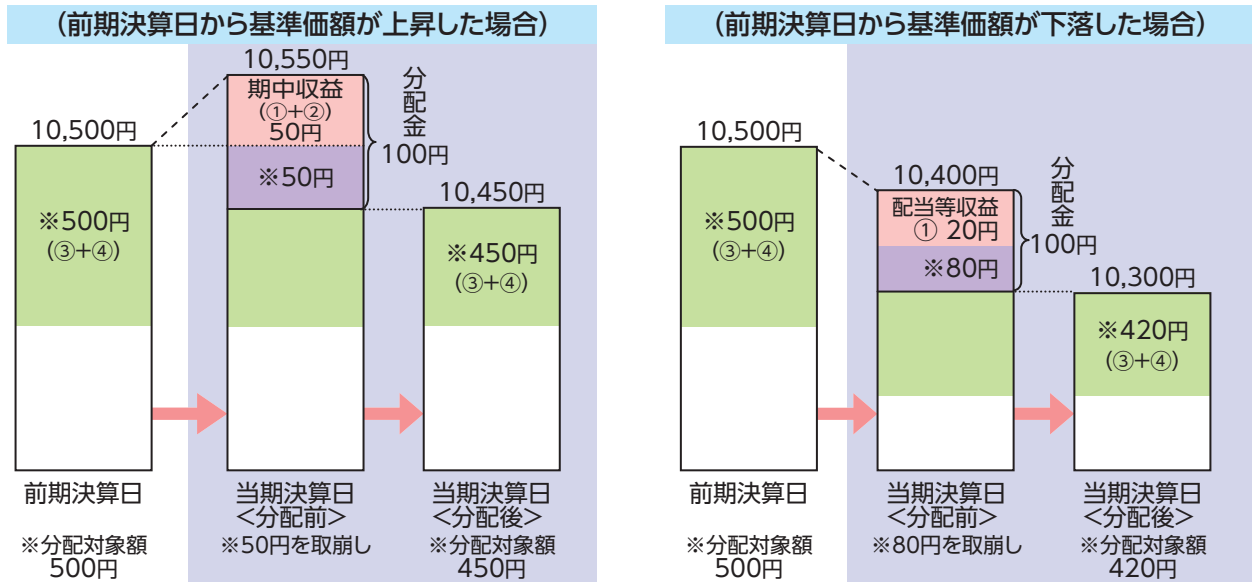 (前期決算日から基準価額が上昇した場合)
10,550円
期中収益
(①+②)
50円
※50円
分配金
100円
10,500円
※500円
(③+④)
10,450円
※450円
(③+④)
前期決算日
※分配対象額
500円
当期決算日
<分配前>
※50円を取崩し
当期決算日
<分配後>
※分配対象額
450円
(前期決算日から基準価額が下落した場合)
10,500円
※500円
(③+④)
10,400円
配当等収益
① 20円
※80円
分配金
100円
10,300円
※420円
(③+④)
前期決算日
※分配対象額
500円
当期決算日
<分配前>
※80円を取崩し
当期決算日
<分配後>
※分配対象額
420円